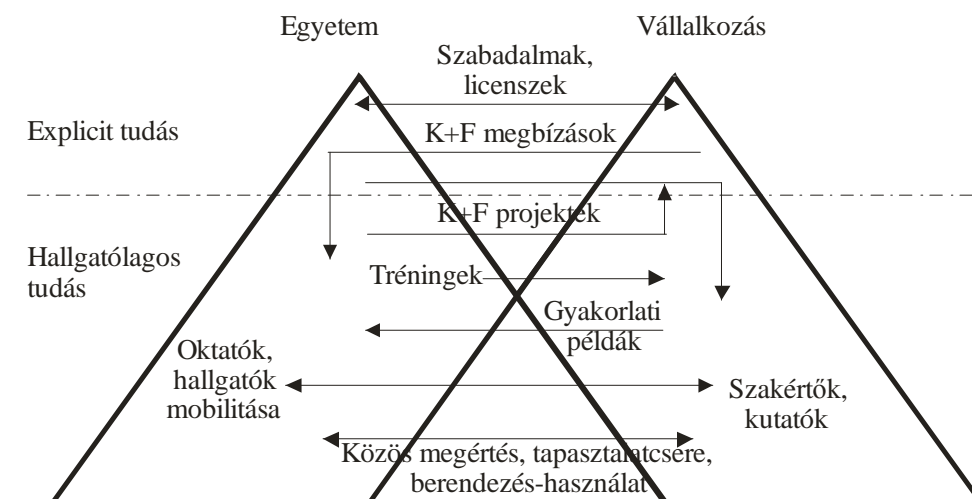 Egyetem
Vállalkozás
Szabadalmak,
licenszek
Explicit tudás
K+F megbízások
K+F projektek
Hallgatólagos
tudás
Tréningek
Gyakorlati
példák
Oktatók,
hallgatók
mobilitása
Szakértők,
kutatók
Közös megértés, tapasztalatcsére,
berendezés-használat